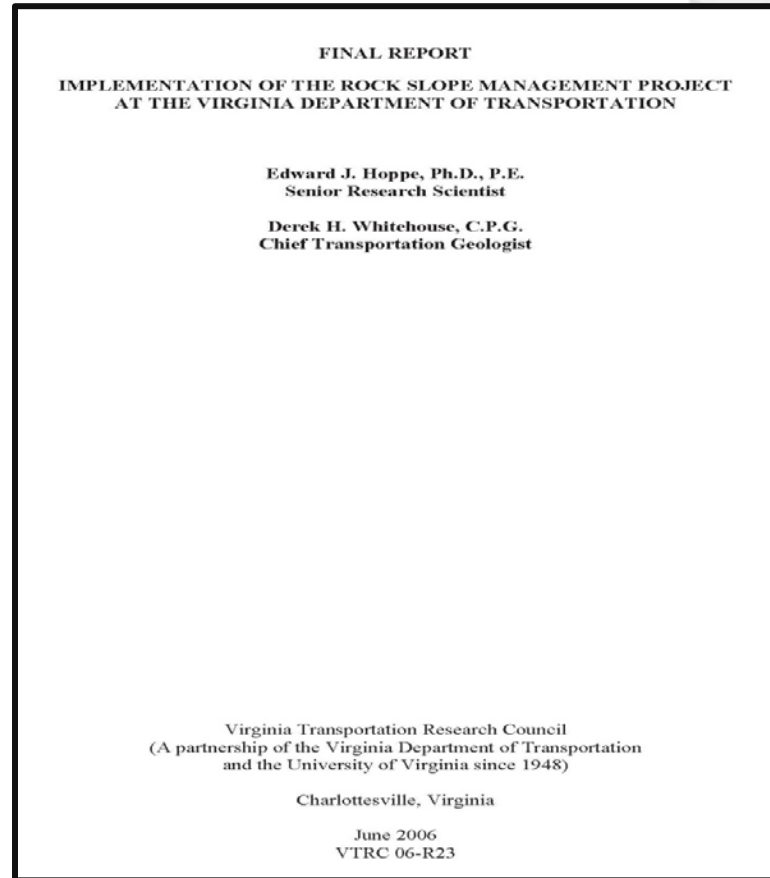 FINAL REPORT
IMPLEMENTATION OF THE ROCK SLOPE MANAGEMENT PROJECT
AT THE VIRGINIA DEPARTMENT OF TRANSPORTATION
Edward J. Hoppe, Ph.D., P.E.
Senior Research Scientist
Derek H. Whitehouse, C.P.G.
Chief Transportation Geologist
Virginia Transportation Research Council
(A partnership of the Virginia Department of Transportation
and the University of Virginia since 1948)
Charlottesville, Virginia
June 2006
VTRC 06-R23